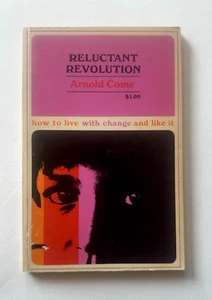 RELUCTANT
REVOLUTION
Arnold Come
$1.00
how to live with change and like it